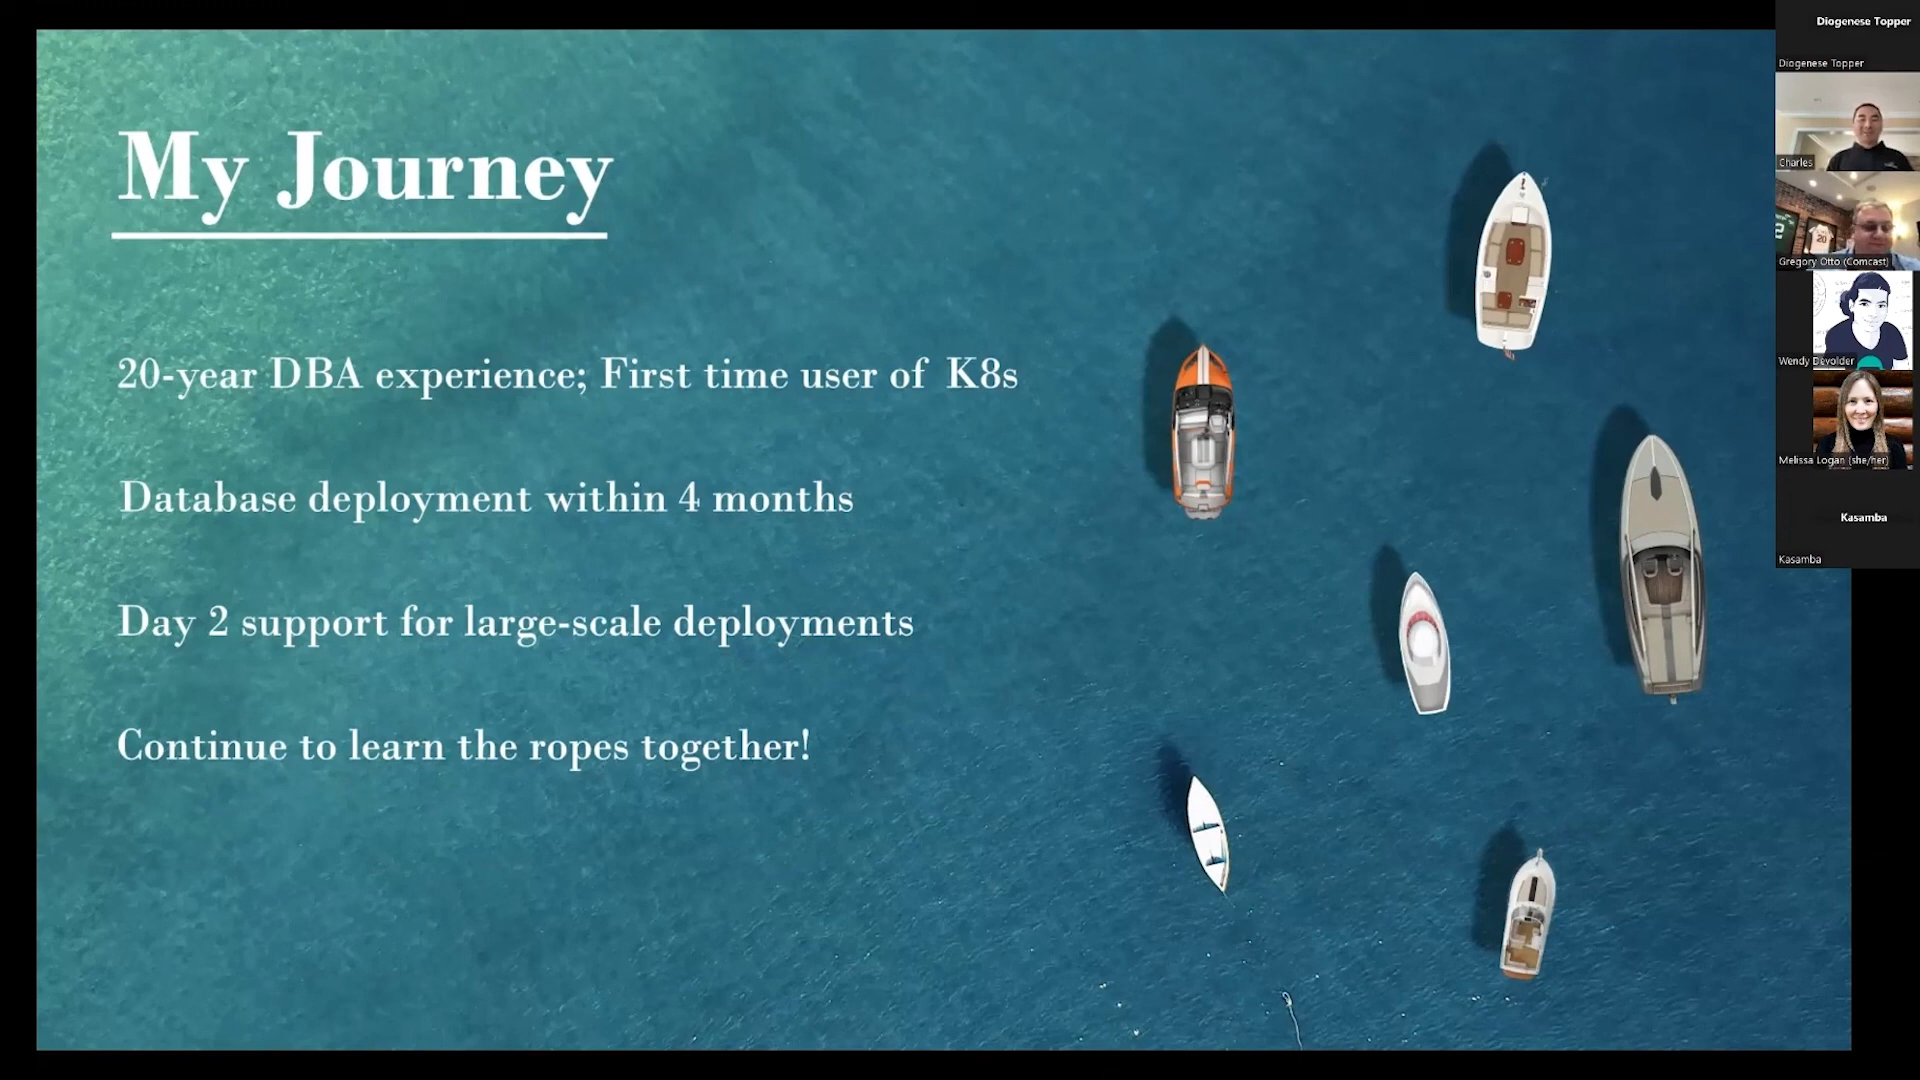 My Journey
20-year DBA experience; First time user of K8s
Database deployment within 4 months
Day 2 support for large-scale deployments
Continue to learn the ropes together!
Diogenese Topper
Diogenese Topper
Charles
2
20
Gregory Otto (Comcast)
Wendy Devolder
Melissa Logan (she/her)
Kasamba
Kasamba